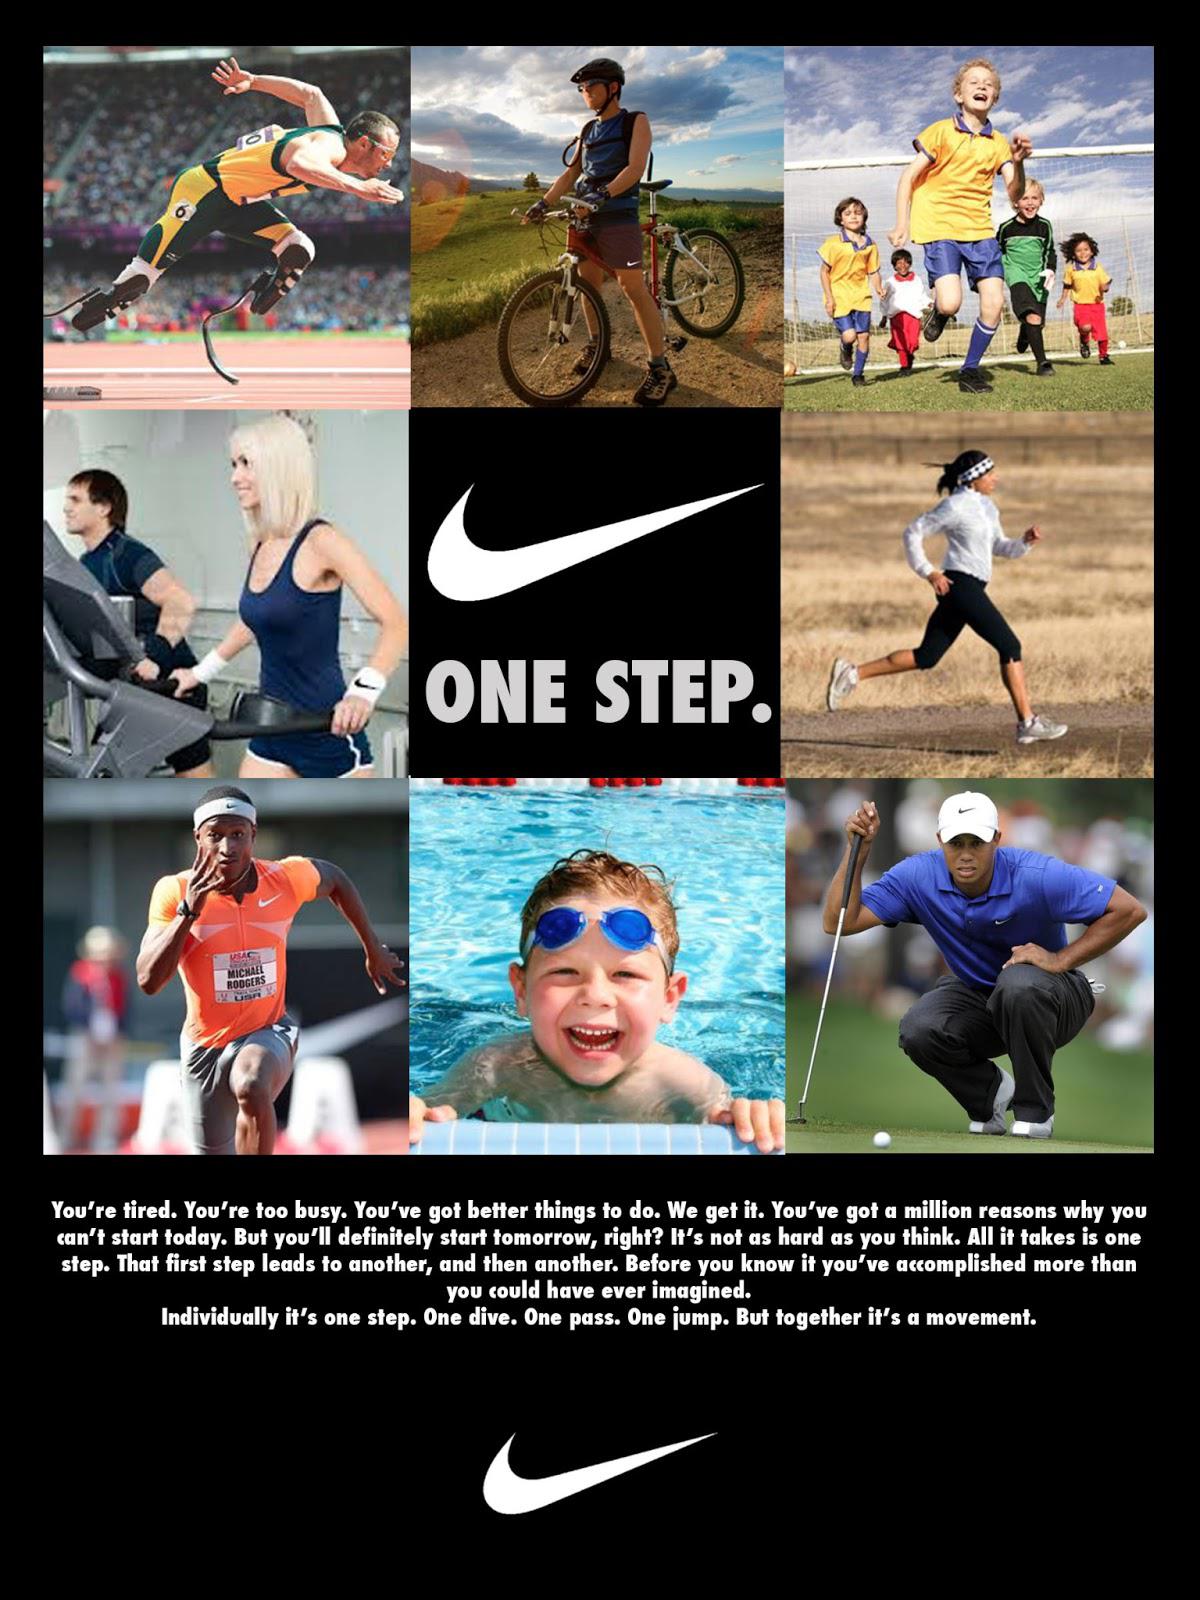 6
ONE STEP.
USA
MICHAEL
RODGERS
USA
You're tired. You're too busy. You've got better things to do. We get it. You've got a million reasons why you
can't start today. But you'll definitely start tomorrow, right? It's not as hard as you think. All it takes is one
step. That first step leads to another, and then another. Before you know it you've accomplished more than
you could have ever imagined.
Individually it's one step. One dive. One pass. One jump. But together it's a movement.